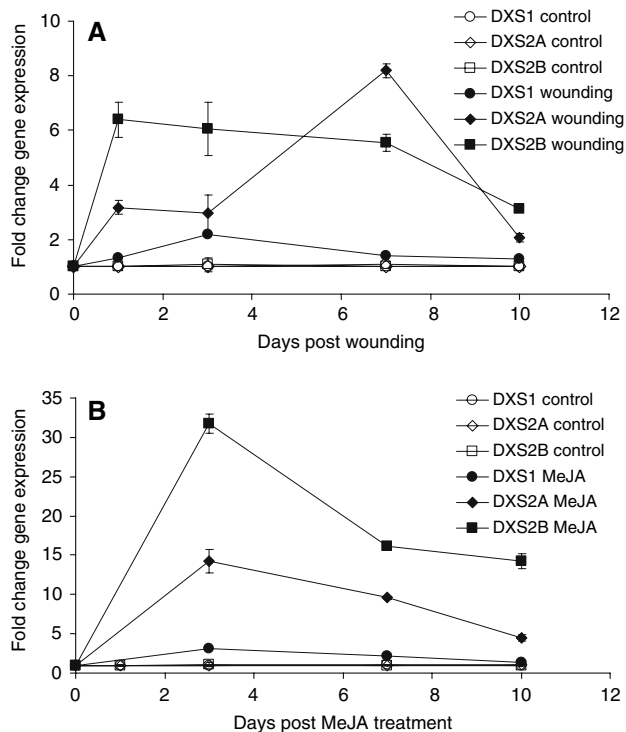 A
DXS1 control
DXS2A control
DXS2B control
DXS1 wounding
DXS2A wounding
DXS2B wounding
Fold change gene expression
10
8
6
4
2
0
0 2 4 6 8 10 12
Days post wounding
B
DXS1 control
DXS2A control
DXS2B control
DXS1 MeJA
DXS2A MeJA
DXS2B MeJA
Fold change gene expression
35
30
25
20
15
10
5
0
0 2 4 6 8 10 12
Days post MeJA treatment